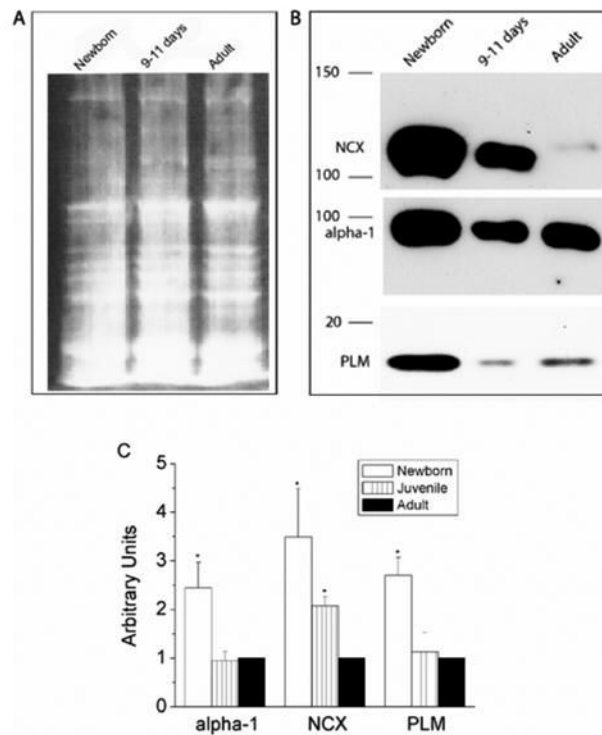 A
Newborn
9-11 days
Adult
B
Newborn
9-11 days
Adult
150
NCX
100
100
alpha-1
20
PLM
C
5
4
3
2
1
0
Arbitrary Units
Newborn
Juvenile
Adult
*
*
*
*
alpha-1
NCX
PLM